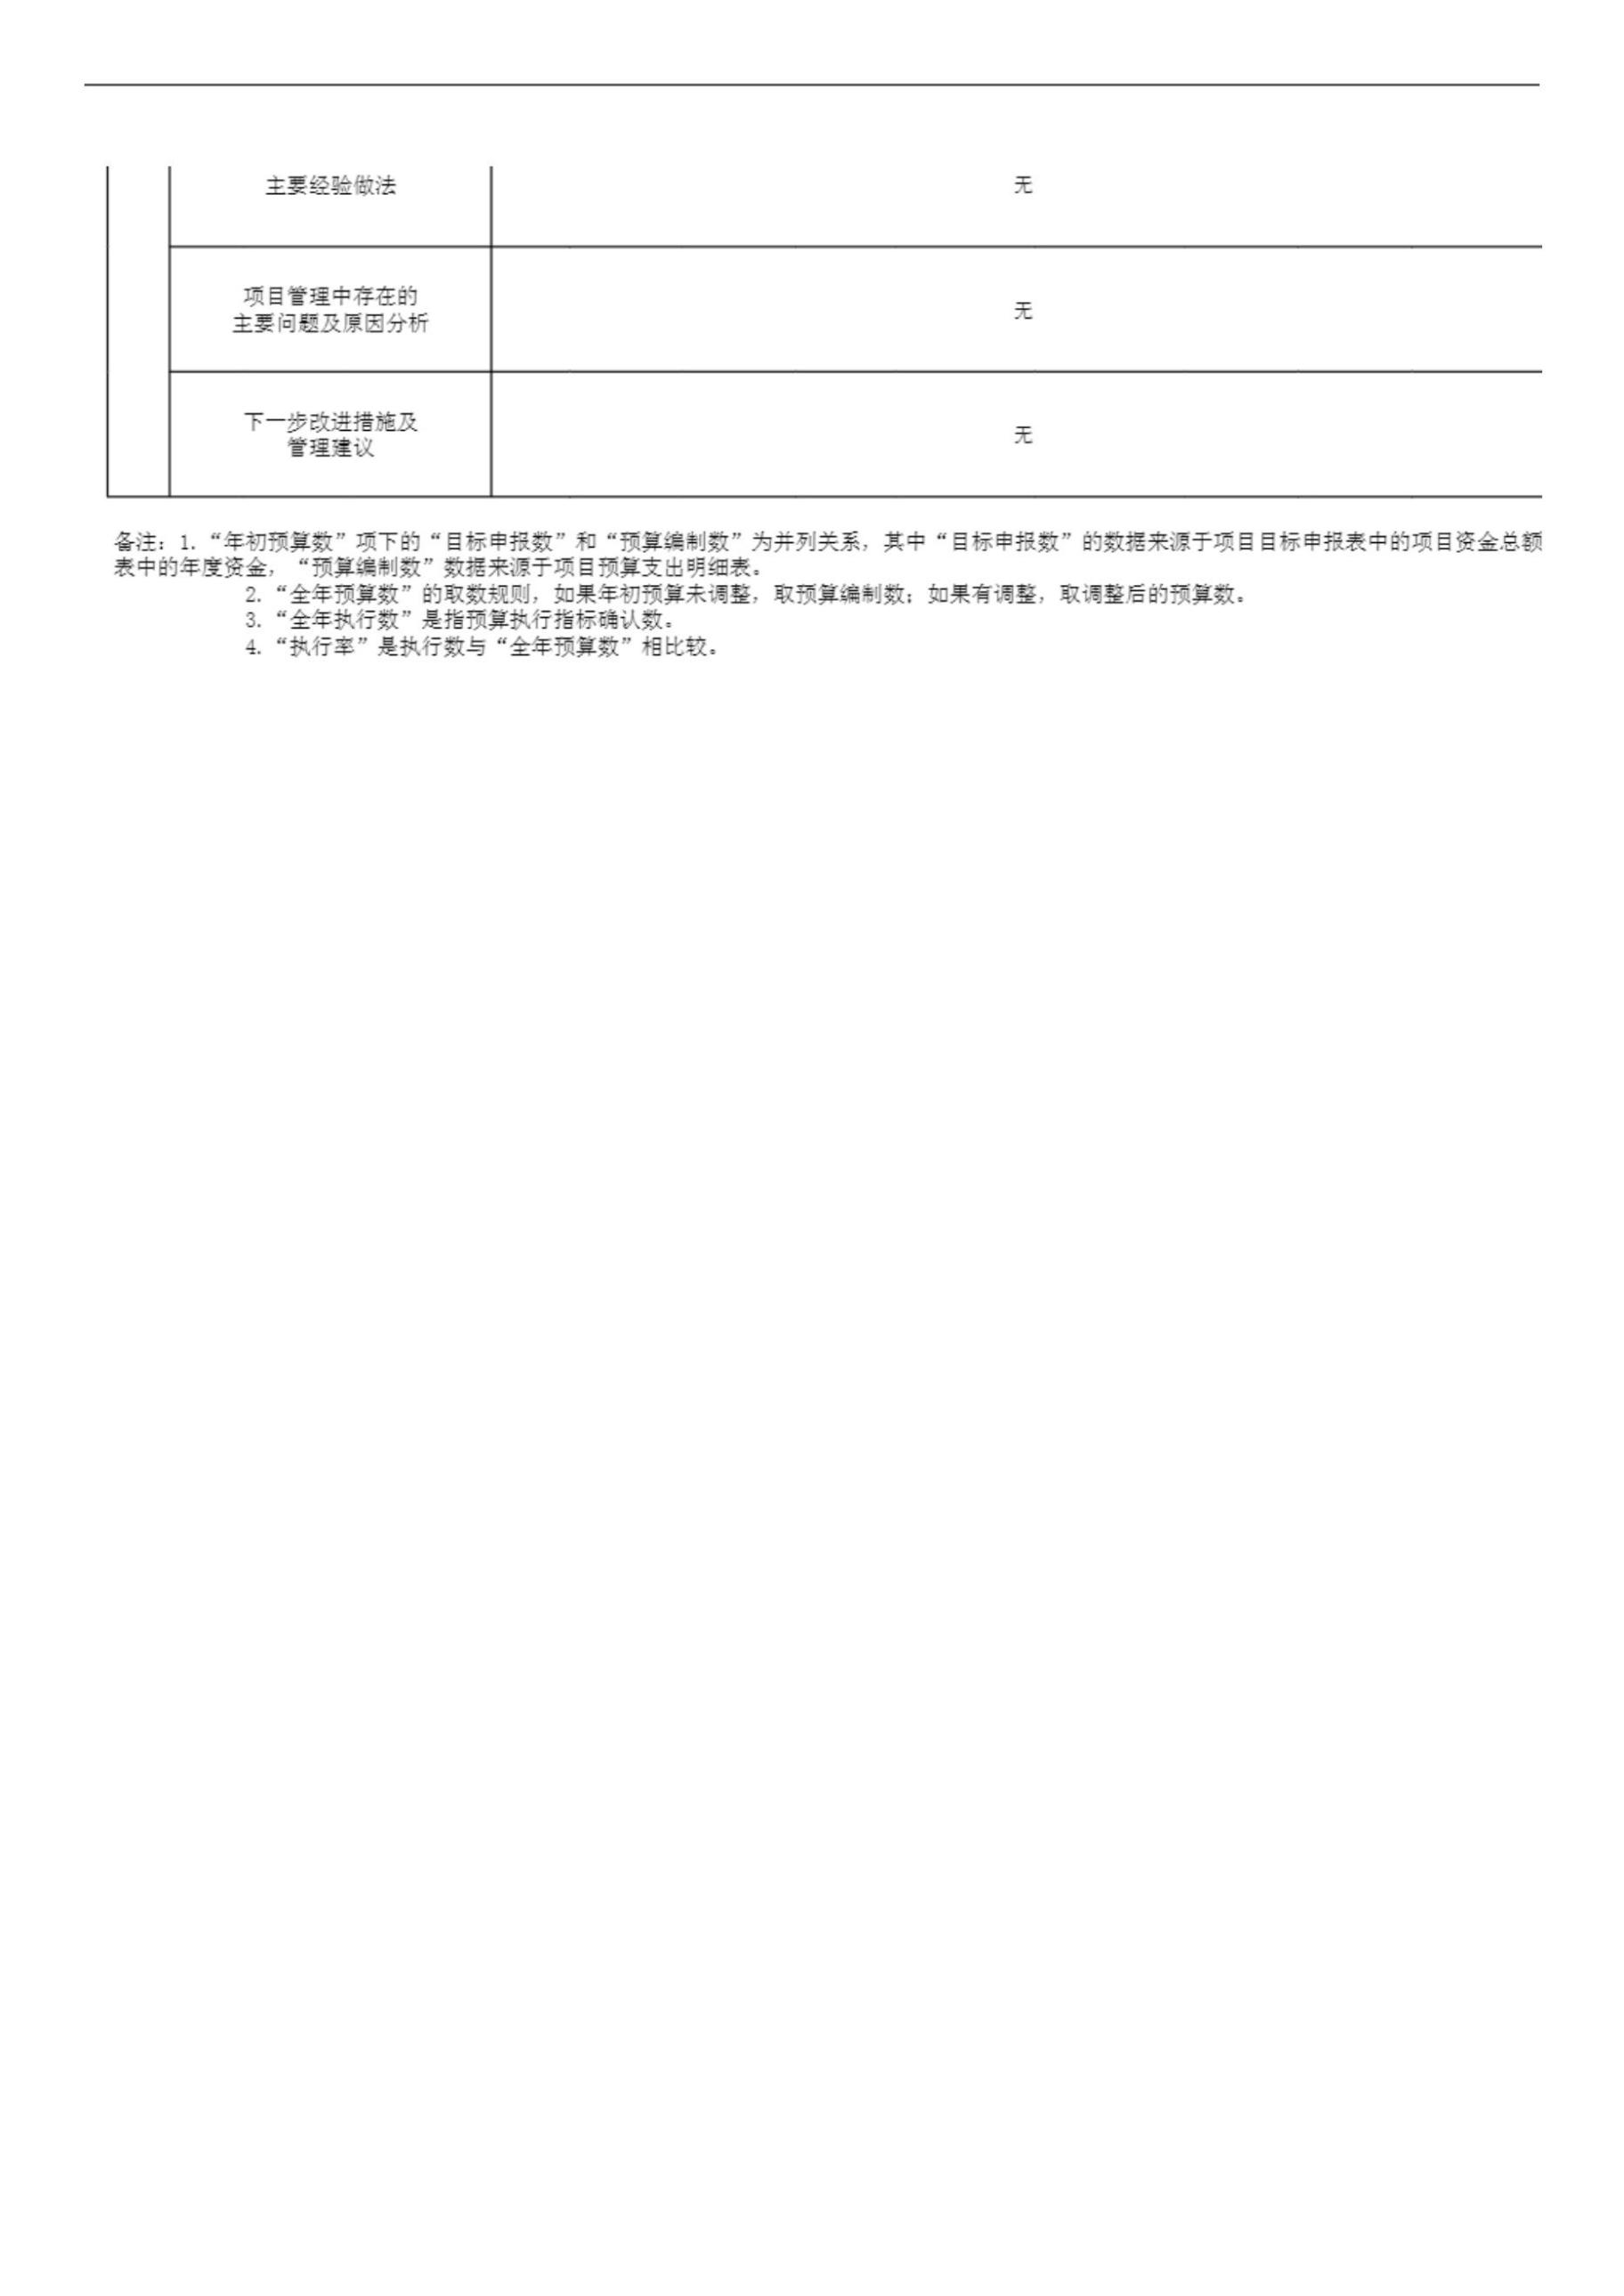 主要经验做法
无
项目管理中存在的
主要问题及原因分析
无
下一步改进措施及
管理建议
无
备注：1.“年初预算数”项下的“目标申报数”和“预算编制数”为并列关系，其中“目标申报数”的数据来源于项目目标申报表中的项目资金总额
表中的年度资金，“预算编制数”数据来源于项目预算支出明细表。
2.“全年预算数”的取数规则，如果年初预算未调整，取预算编制数；如果有调整，取调整后的预算数。
3.“全年执行数”是指预算执行指标确认数。
4.“执行率”是执行数与“全年预算数”相比较。